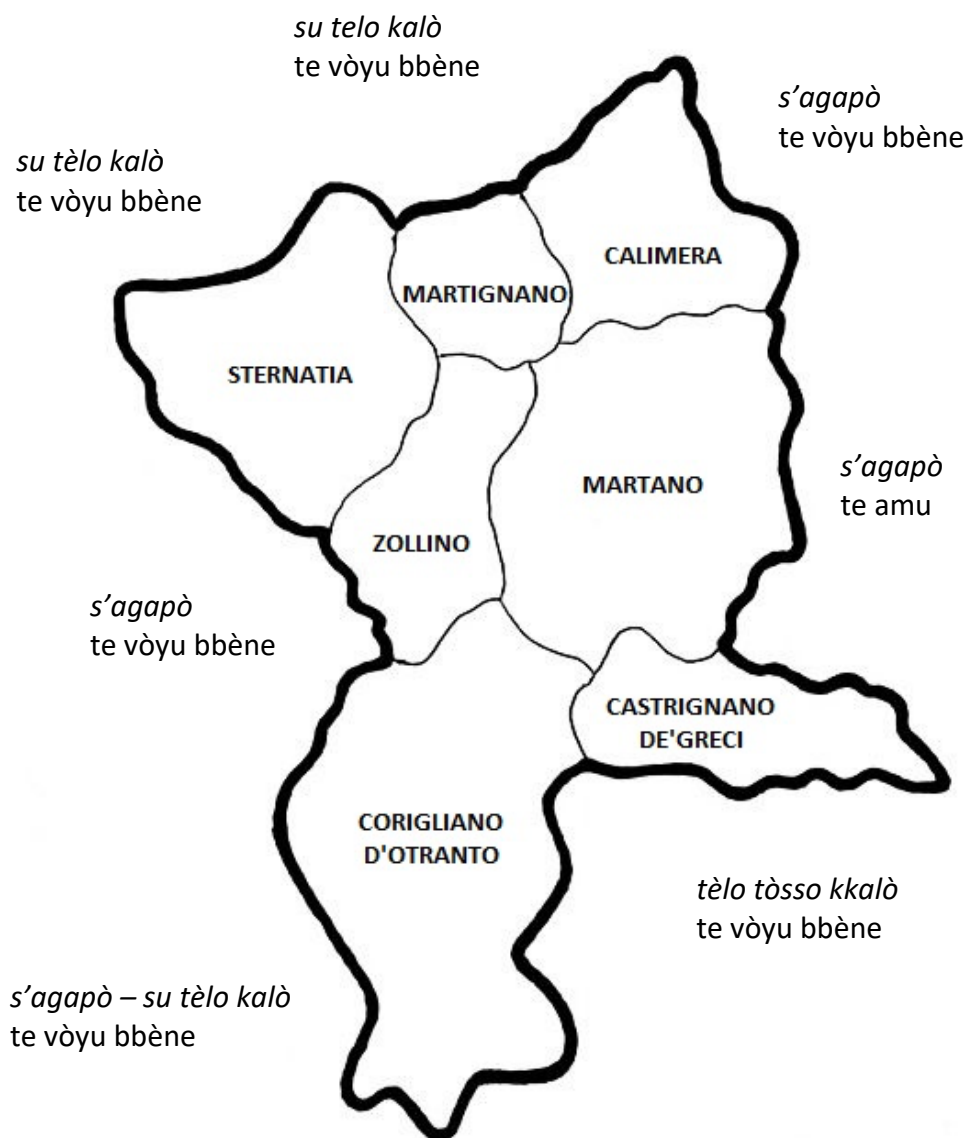 su telo kalò
te vòyu bbène
s’agapò
te vòyu bbène
su tèlo kalò
te vòyu bbène
CALIMERA
MARTIGNANO
STERNATIA
s’agapò
te amu
MARTANO
ZOLLINO
s’agapò
te vòyu bbène
CASTRIGNANO
DE'GRECI
CORIGLIANO
D'OTRANTO
tèlo tòsso kkalò
te vòyu bbène
s’agapò – su tèlo kalò
te vòyu bbène